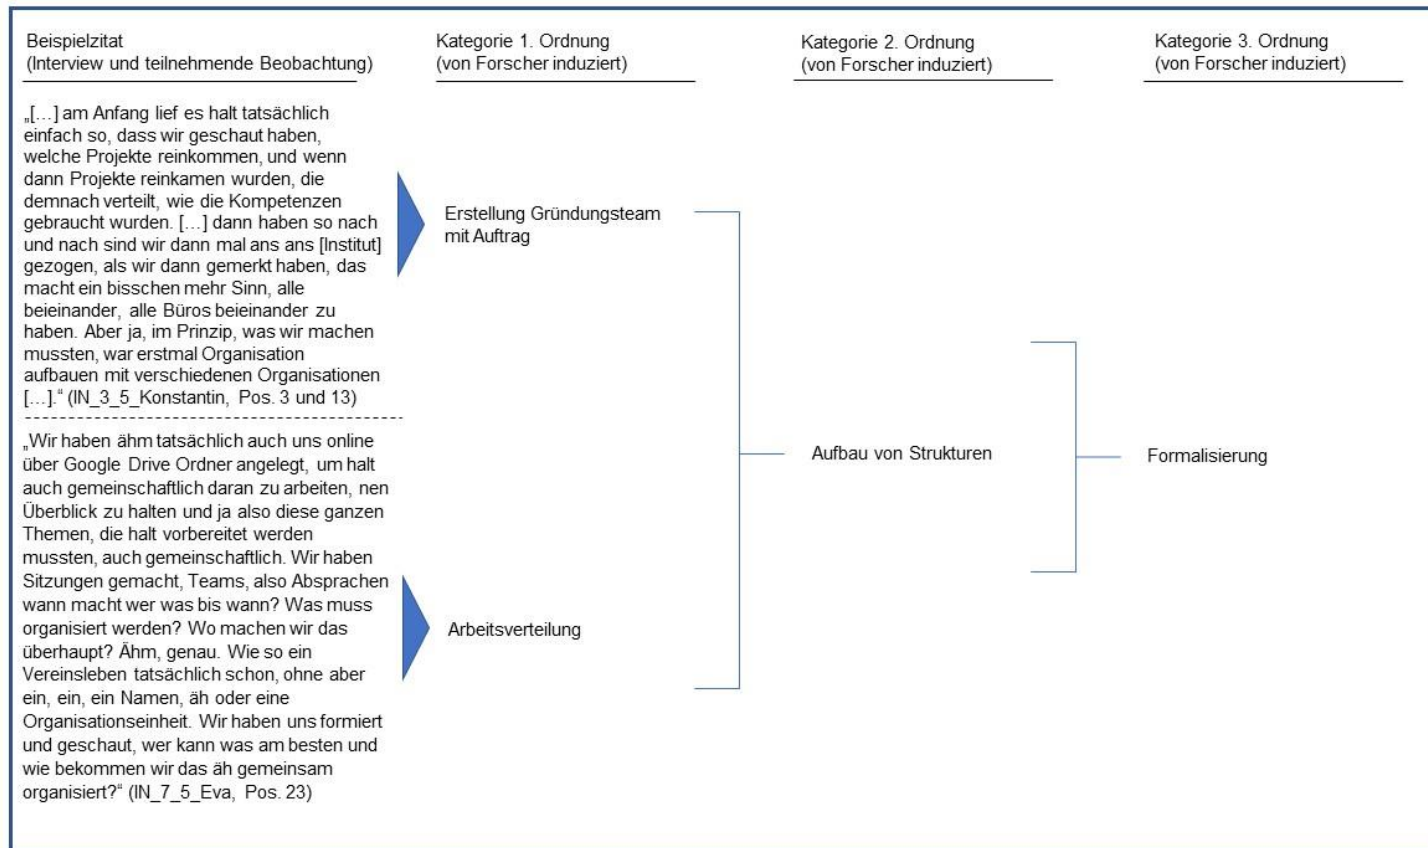 Beispielzitat
(Interview und teilnehmende Beobachtung)
Kategorie 1. Ordnung
(von Forscher induziert)
Kategorie 2. Ordnung
(von Forscher induziert)
Kategorie 3. Ordnung
(von Forscher induziert)
„[…] am Anfang lief es halt tatsächlich
einfach so, dass wir geschaut haben,
welche Projekte reinkommen, und wenn
dann Projekte reinkamen wurden, die
demnach verteilt, wie die Kompetenzen
gebraucht wurden. […] dann haben so nach
und nach sind wir dann mal ans ans [Institut]
gezogen, als wir dann gemerkt haben, das
macht ein bisschen mehr Sinn, alle
beieinander, alle Büros beieinander zu
haben. Aber ja, im Prinzip, was wir machen
mussten, war erstmal Organisation
aufbauen mit verschiedenen Organisationen
[…].“ (IN_3_5_Konstantin, Pos. 3 und 13)
Erstellung Gründungsteam
mit Auftrag
„Wir haben ähm tatsächlich auch uns online
über Google Drive Ordner angelegt, um halt
auch gemeinschaftlich daran zu arbeiten, nen
Überblick zu halten und ja also diese ganzen
Themen, die halt vorbereitet werden
mussten, auch gemeinschaftlich. Wir haben
Sitzungen gemacht, Teams, also Absprachen
wann macht wer was bis wann? Was muss
organisiert werden? Wo machen wir das
überhaupt? Ähm, genau. Wie so ein
Vereinsleben tatsächlich schon, ohne aber
ein, ein, ein Namen, äh oder eine
Organisationseinheit. Wir haben uns formiert
und geschaut, wer kann was am besten und
wie bekommen wir das äh gemeinsam
organisiert?“ (IN_7_5_Eva, Pos. 23)
Arbeitsverteilung
Aufbau von Strukturen
Formalisierung